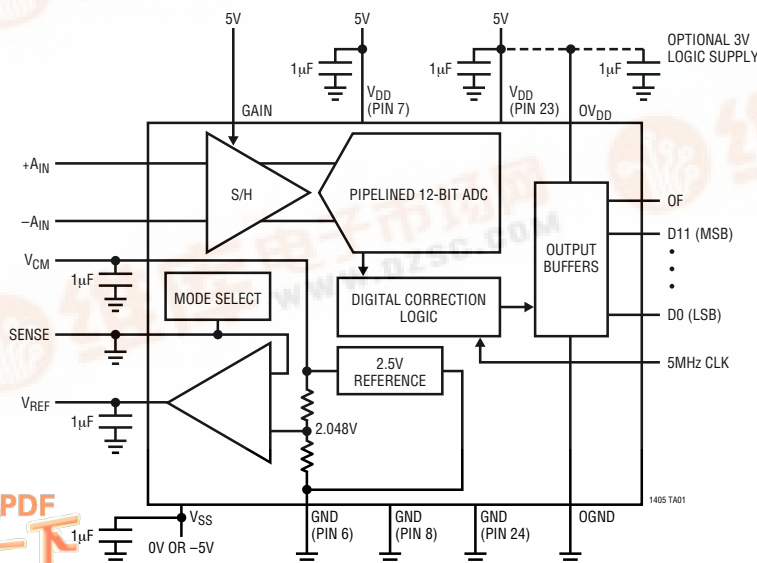 5V
5V
5V
OPTIONAL 3V
LOGIC SUPPLY
1µF
1µF
1µF
GAIN
VDD
(PIN 7)
VDD
(PIN 23)
OVDD
+AIN
–AIN
S/H
PIPELINED 12-BIT ADC
OF
D11 (MSB)
OUTPUT
BUFFERS
D0 (LSB)
VCM
1µF
MODE SELECT
DIGITAL CORRECTION
LOGIC
WWW.DZSC.COM
SENSE
5MHz CLK
2.5V
REFERENCE
VREF
1µF
2.048V
1405 TA01
PDF
1µF
VSS
0V OR –5V
GND
(PIN 6)
GND
(PIN 8)
GND
(PIN 24)
OGND